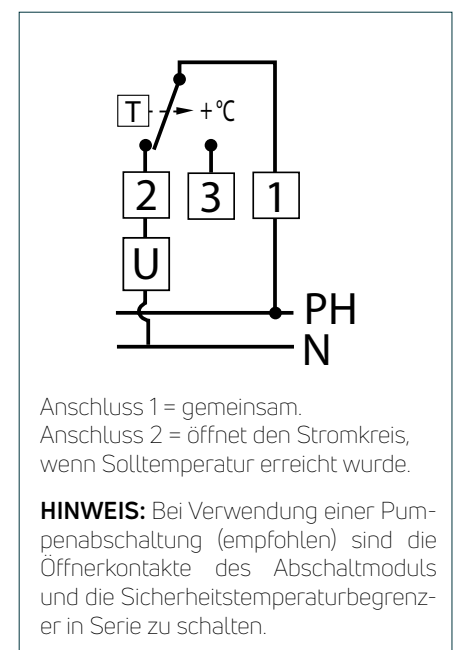 T
+°C
2
3
1
U
PH
N
Anschluss 1 = gemeinsam.
Anschluss 2 = öffnet den Stromkreis,
wenn Solltemperatur erreicht wurde.
HINWEIS: Bei Verwendung einer Pum-
penabschaltung (empfohlen) sind die
Öffnerkontakte des Abschaltmoduls
und die Sicherheitstemperaturbegrenz-
er in Serie zu schalten.